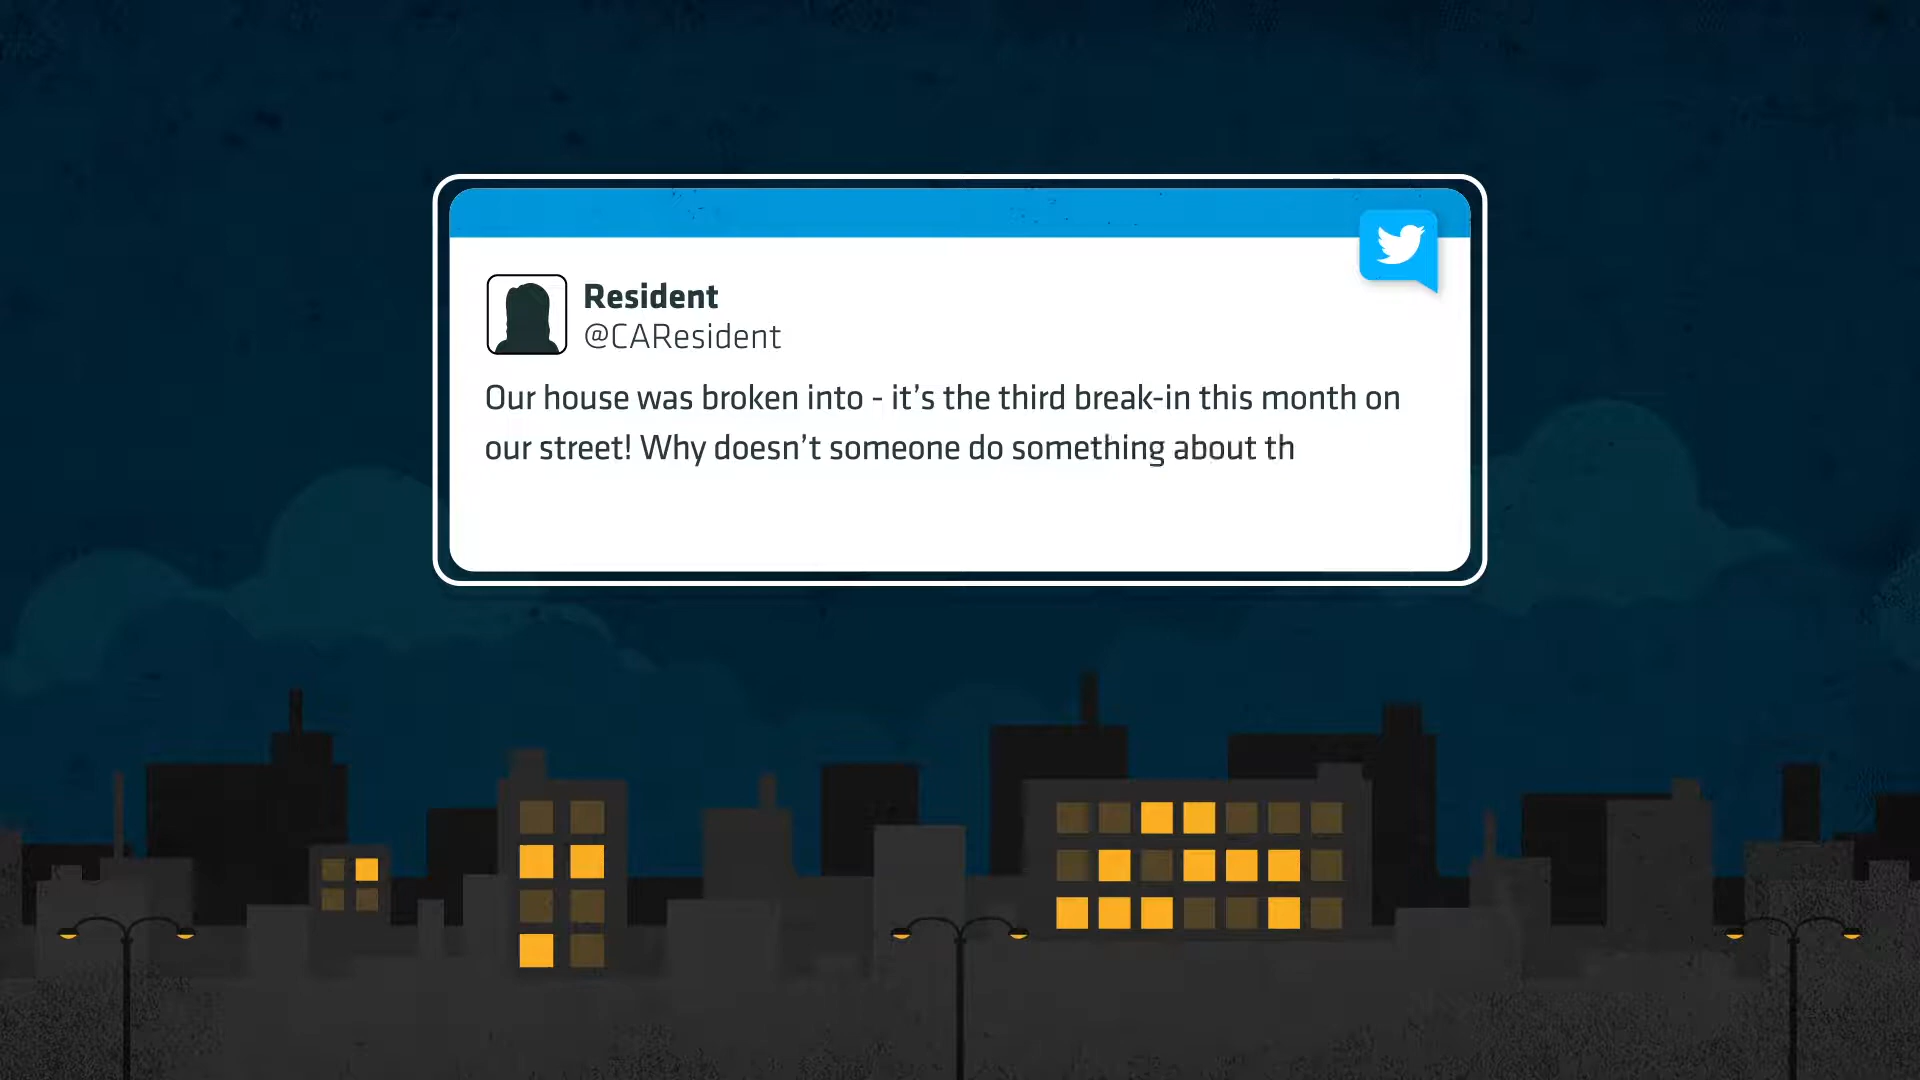 Resident
@CAResident
Our house was broken into - it’s the third break-in this month on
our street! Why doesn’t someone do something about th